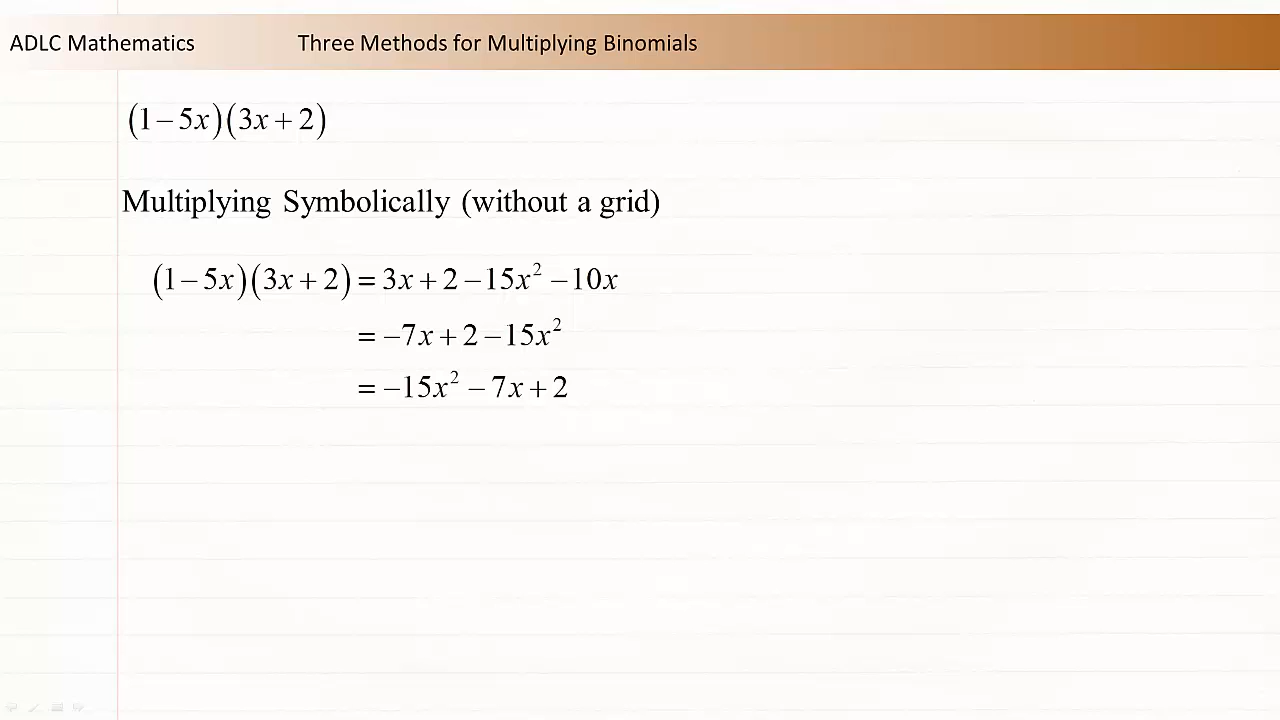 ADLC Mathematics Three Methods for Multiplying Binomials
(1 − 5x)(3x + 2)
Multiplying Symbolically (without a grid)
(1 − 5x)(3x + 2) = 3x + 2 − 15x² − 10x
= −7x + 2 − 15x²
= −15x² − 7x + 2